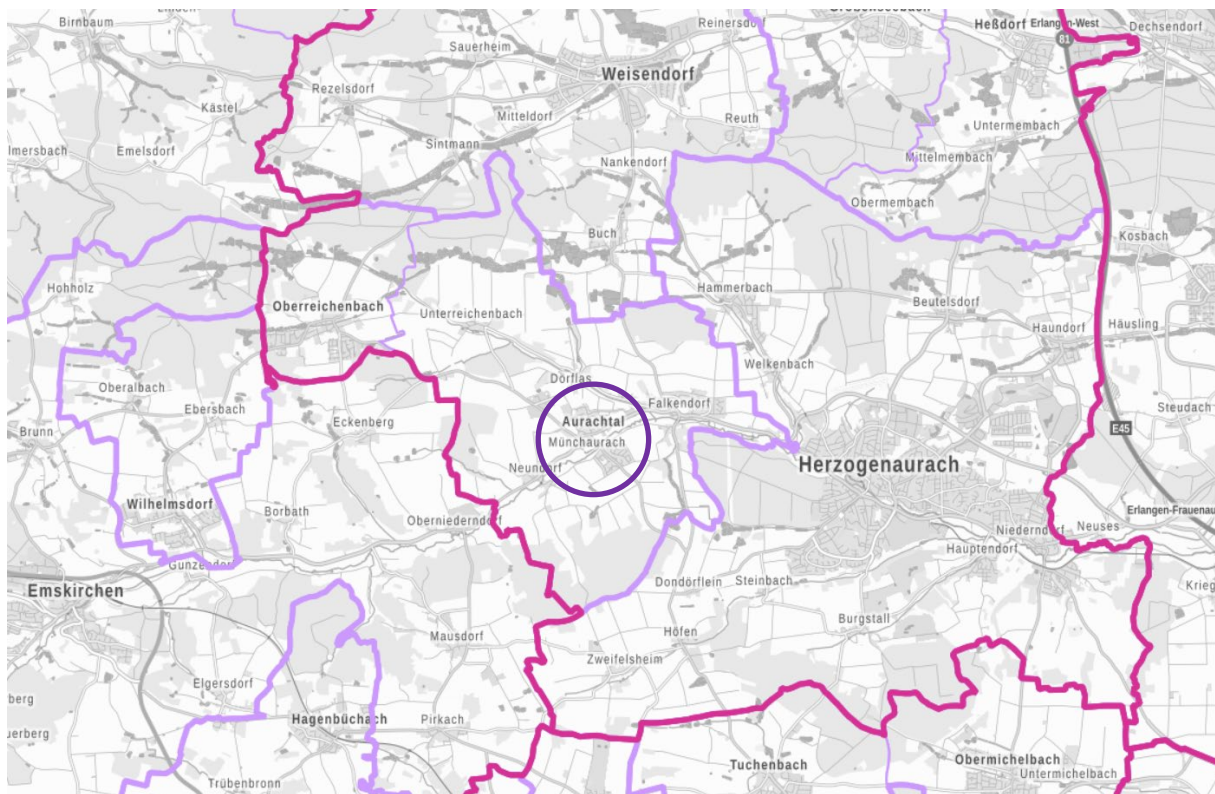 Birnbaum
Reinersdorf
Heßdorf
Erlangen-West
Dechsendorf
81
Sauerheim
Weisendorf
Rezelsdorf
Kästel
Mitteldorf
Reuth
Untermembach
Sintmann
lmersbach
Emelsdorf
Nankendorf
Mittelmembach
Obermembach
Buch
Kosbach
Hohholz
Hammerbach
Oberreichenbach
Unterreichenbach
Beutelsdorf
Haundorf
Häusling
Welkenbach
Dörflas
Oberalbach
Falkendorf
Ebersbach
Eckenberg
Aurachtal
Steudach
Brunn
Münchaurach
E45
Neundorf
Herzogenaurach
Wilhelmsdorf
Borbath
Oberniederndorf
Erlangen-Frauenau
Niederndorf
Neuses
Hauptendorf
Gunzendorf
Emskirchen
Dondörflein
Steinbach
Krieg
Burgstall
Mausdorf
Höfen
Zweifelsheim
Elgersdorf
berg
Hagenbüchach
Pirkach
uerberg
Tuchenbach
Obermichelbach
Untermichelbach
Trübenbronn